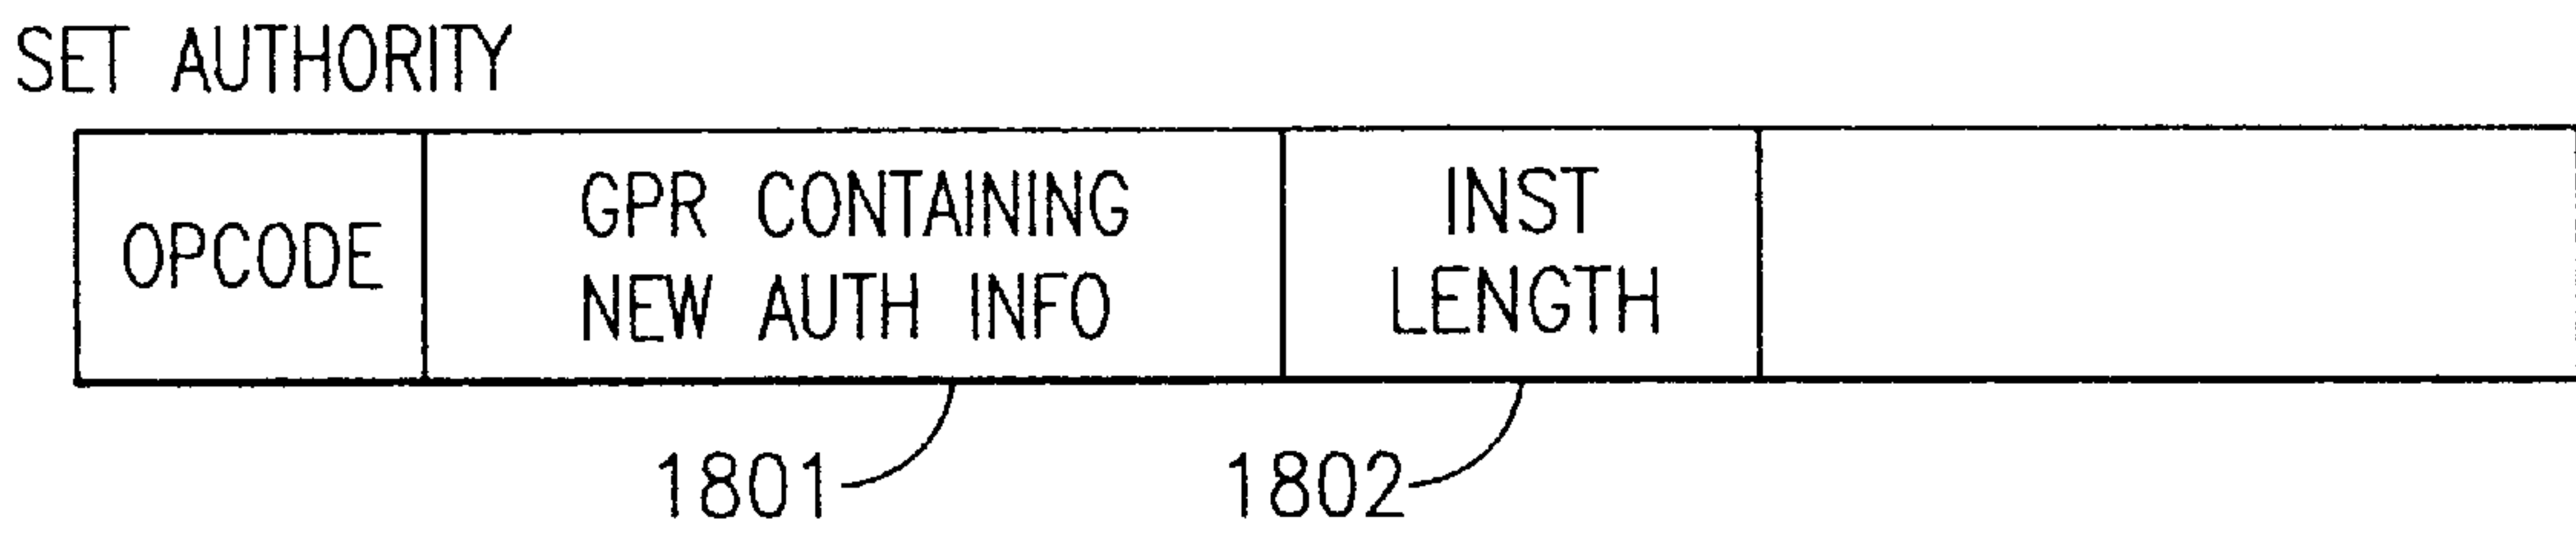 SET AUTHORITY
OPCODE
GPR CONTAINING
NEW AUTH INFO
INST
LENGTH
1801
1802